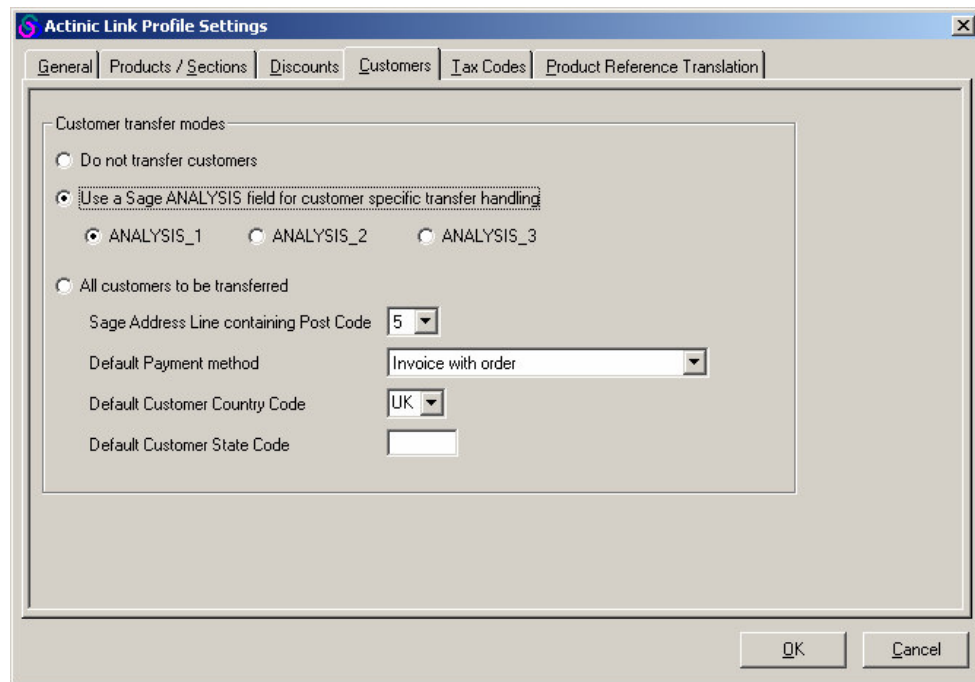 Actinic Link Profile Settings
General Products / Sections Discounts Customers Tax Codes Product Reference Translation
Customer transfer modes
Do not transfer customers
Use a Sage ANALYSIS field for customer specific transfer handling
ANALYSIS_1 ANALYSIS_2 ANALYSIS_3
All customers to be transferred
Sage Address Line containing Post Code 5
Default Payment method Invoice with order
Default Customer Country Code UK
Default Customer State Code
OK Cancel